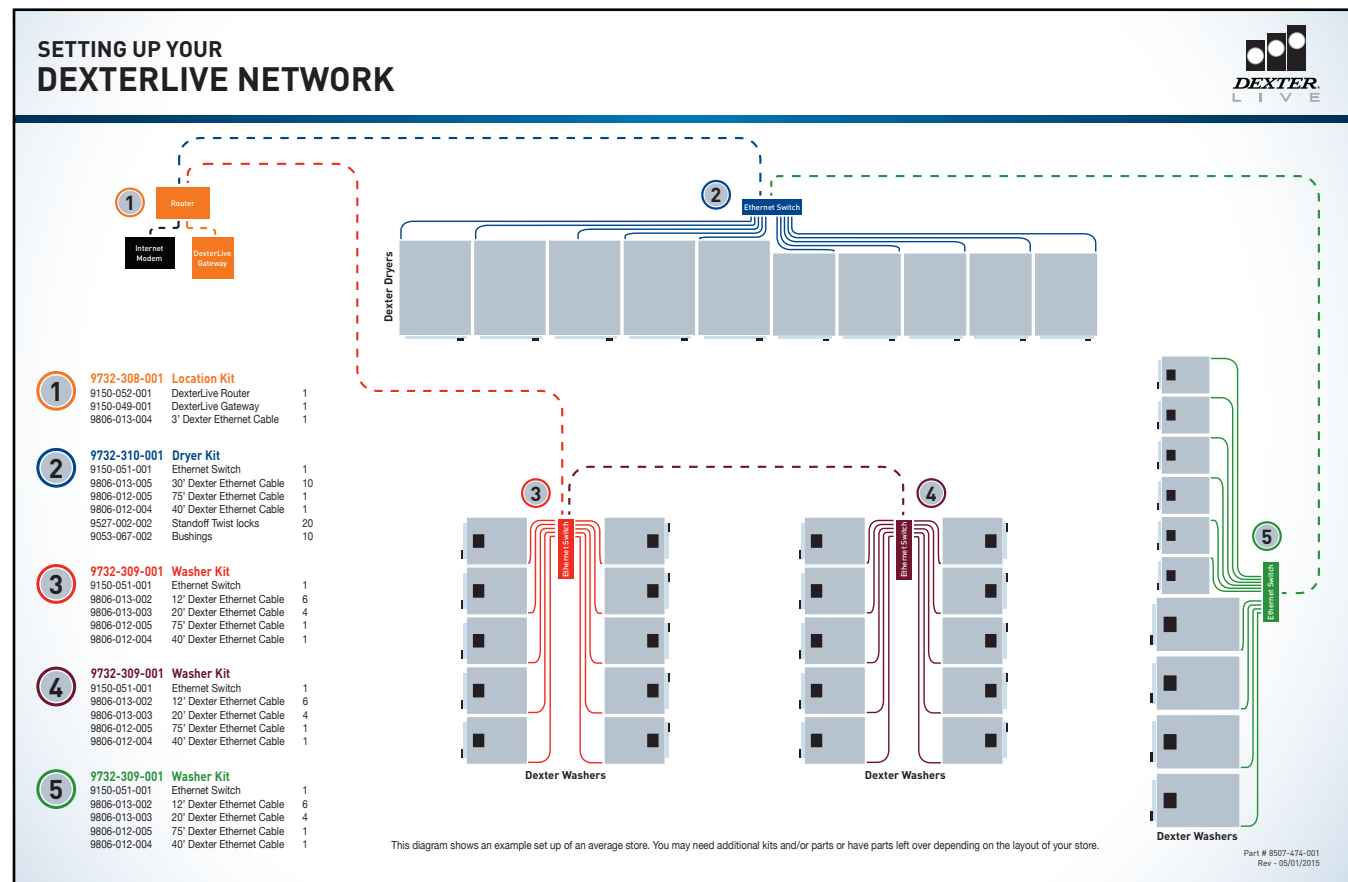 SETTING UP YOUR
DEXTERLIVE NETWORK
DEXTER
LIVE
1
Router
Internet
Modem
DexterLive
Gateway
2
Ethernet Switch
Dexter Dryers
1
9732-308-001 Location Kit
9150-052-001 DexterLive Router 1
9150-049-001 DexterLive Gateway 1
9806-013-004 3' Dexter Ethernet Cable 1
2
9732-310-001 Dryer Kit
9150-051-001 Ethernet Switch 1
9806-013-005 30' Dexter Ethernet Cable 10
9806-012-005 75' Dexter Ethernet Cable 1
9806-012-004 40' Dexter Ethernet Cable 1
9527-002-002 Standoff Twist locks 20
9053-067-002 Bushings 10
3
9732-309-001 Washer Kit
9150-051-001 Ethernet Switch 1
9806-013-002 12' Dexter Ethernet Cable 6
9806-013-003 20' Dexter Ethernet Cable 4
9806-012-005 75' Dexter Ethernet Cable 1
9806-012-004 40' Dexter Ethernet Cable 1
4
9732-309-001 Washer Kit
9150-051-001 Ethernet Switch 1
9806-013-002 12' Dexter Ethernet Cable 6
9806-013-003 20' Dexter Ethernet Cable 4
9806-012-005 75' Dexter Ethernet Cable 1
9806-012-004 40' Dexter Ethernet Cable 1
5
9732-309-001 Washer Kit
9150-051-001 Ethernet Switch 1
9806-013-002 12' Dexter Ethernet Cable 6
9806-013-003 20' Dexter Ethernet Cable 4
9806-012-005 75' Dexter Ethernet Cable 1
9806-012-004 40' Dexter Ethernet Cable 1
3
Ethernet Switch
Dexter Washers
4
Ethernet Switch
Dexter Washers
5
Ethernet Switch
Dexter Washers
This diagram shows an example set up of an average store. You may need additional kits and/or parts or have parts left over depending on the layout of your store.
Part # 8507-474-001
Rev - 05/01/2015